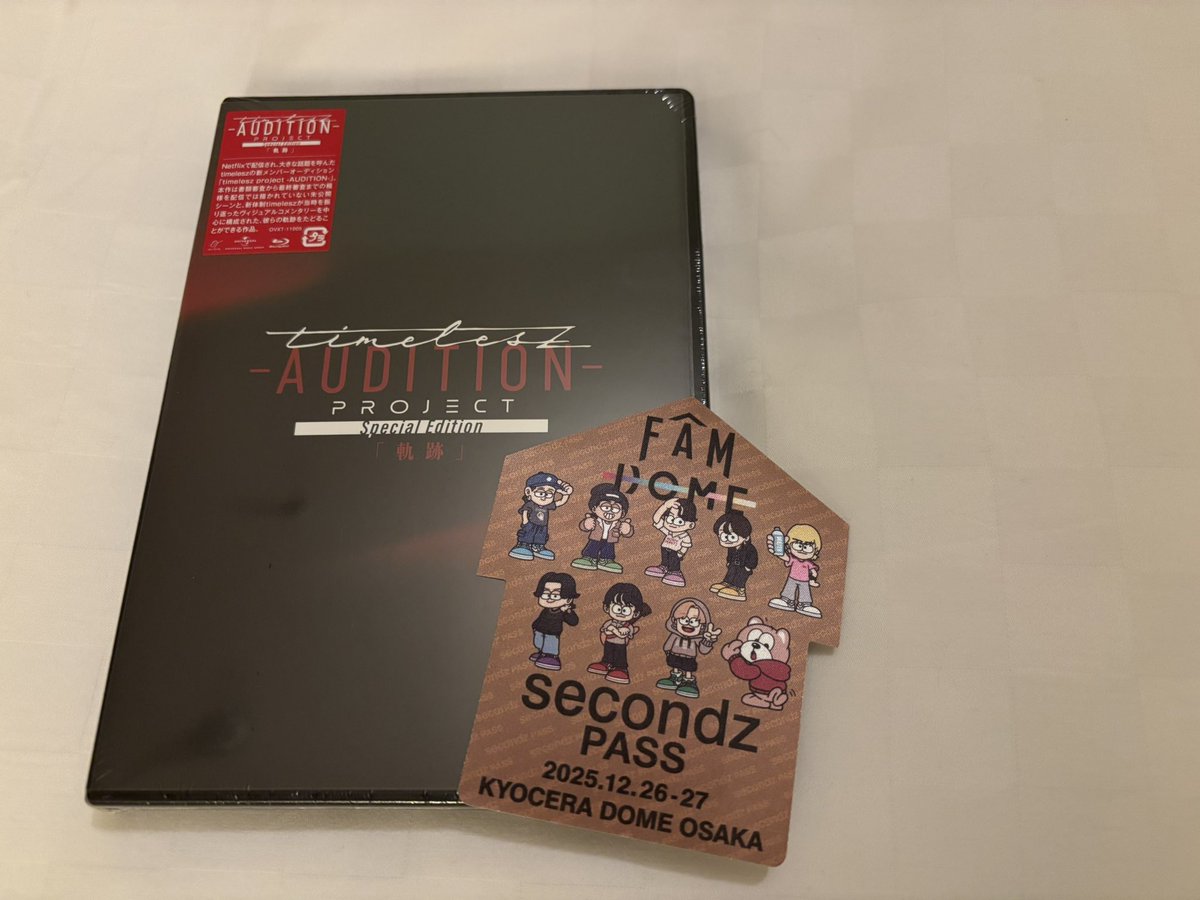 timelesz
-AUDITION-
PROJECT
Special Edition
「軌跡」
Netflixで配信され、大きな話題を呼んだ
timeleszの新メンバーオーディション
「timelesz project -AUDITION-」。
本作は書類審査から最終審査までの模
様を配信では描かれていない未公開
シーンと、新体制timeleszが当時を振
り返ったヴィジュアルコメンタリーを中
心に構成された、彼らの軌跡をたどるこ
とができる作品。
OVXT-11005
timelesz
-AUDITION-
PROJECT
Special Edition
「軌跡」
FAM
DOME
secondz
PASS
2025.12.26-27
KYOCERA DOME OSAKA